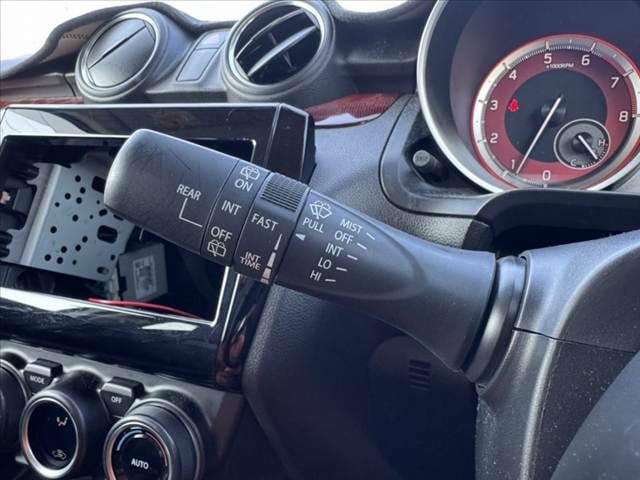 REAR
ON
INT
OFF
FAST
INT
TIME
PULL
MIST
OFF
INT
LO
HI
x1000RPM
0
1
2
3
4
5
6
7
8
H
C
MODE
OFF
AUTO